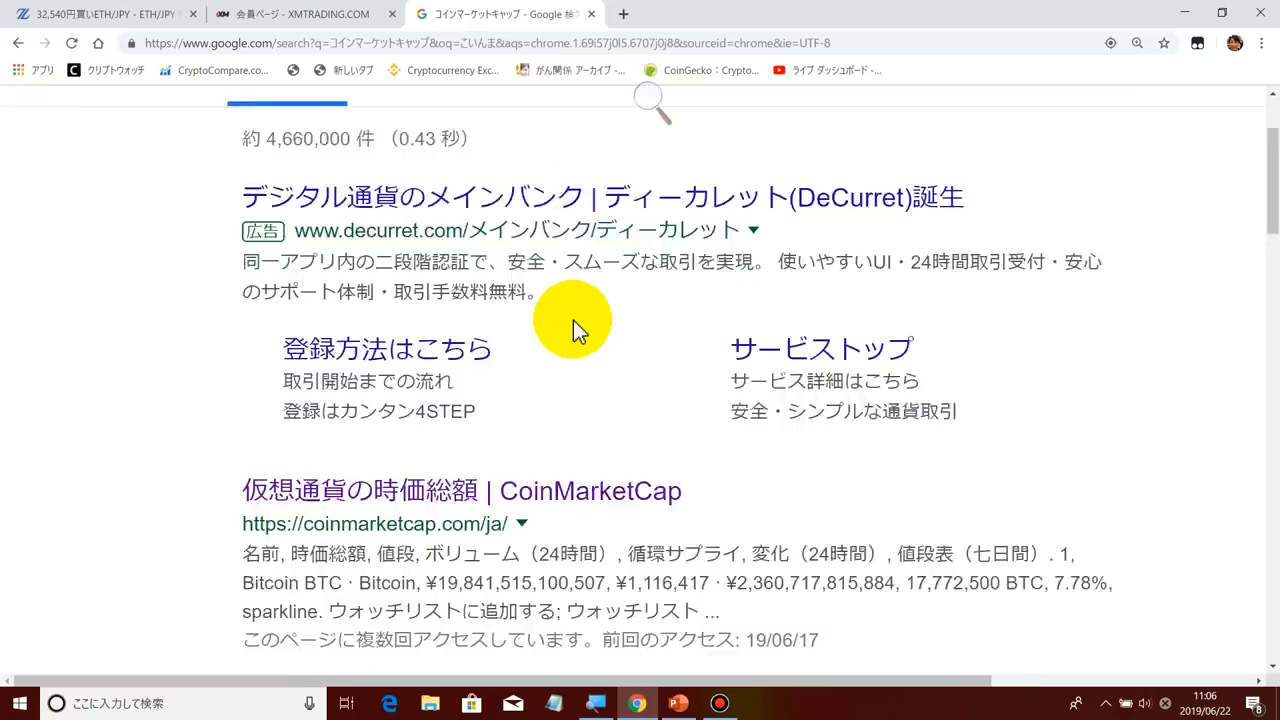 32,540円買いETH/JPY - ETH/JPY
会員ページ - XMTRADING.COM
コインマーケットキャップ - Google 検
https://www.google.com/search?q=コインマーケットキャップ&oq=こいんま&aqs=chrome.1.69i57j0l5.6707j0j8&sourceid=chrome&ie=UTF-8
アプリ クリプトウォッチ CryptoCompare.co... 新しいタブ Cryptocurrency Exc... がん関係 アーカイブ -... CoinGecko：Crypto... ライブ ダッシュボード -...
約 4,660,000 件 （0.43 秒）
デジタル通貨のメインバンク | ディーカレット(DeCurret)誕生
広告 www.decurret.com/メインバンク/ディーカレット
同一アプリ内の二段階認証で、安全・スムーズな取引を実現。 使いやすいUI・24時間取引受付・安心
のサポート体制・取引手数料無料。
登録方法はこちら
取引開始までの流れ
登録はカンタン4STEP
サービストップ
サービス詳細はこちら
安全・シンプルな通貨取引
仮想通貨の時価総額 | CoinMarketCap
https://coinmarketcap.com/ja/
名前, 時価総額, 値段, ボリューム（24時間）, 循環サプライ, 変化（24時間）, 値段表（七日間）. 1,
Bitcoin BTC · Bitcoin, ¥19,841,515,100,507, ¥1,116,417 · ¥2,360,717,815,884, 17,772,500 BTC, 7.78%,
sparkline. ウォッチリストに追加する; ウォッチリスト ...
このページに複数回アクセスしています。前回のアクセス: 19/06/17
ここに入力して検索
11:06
2019/06/22
8